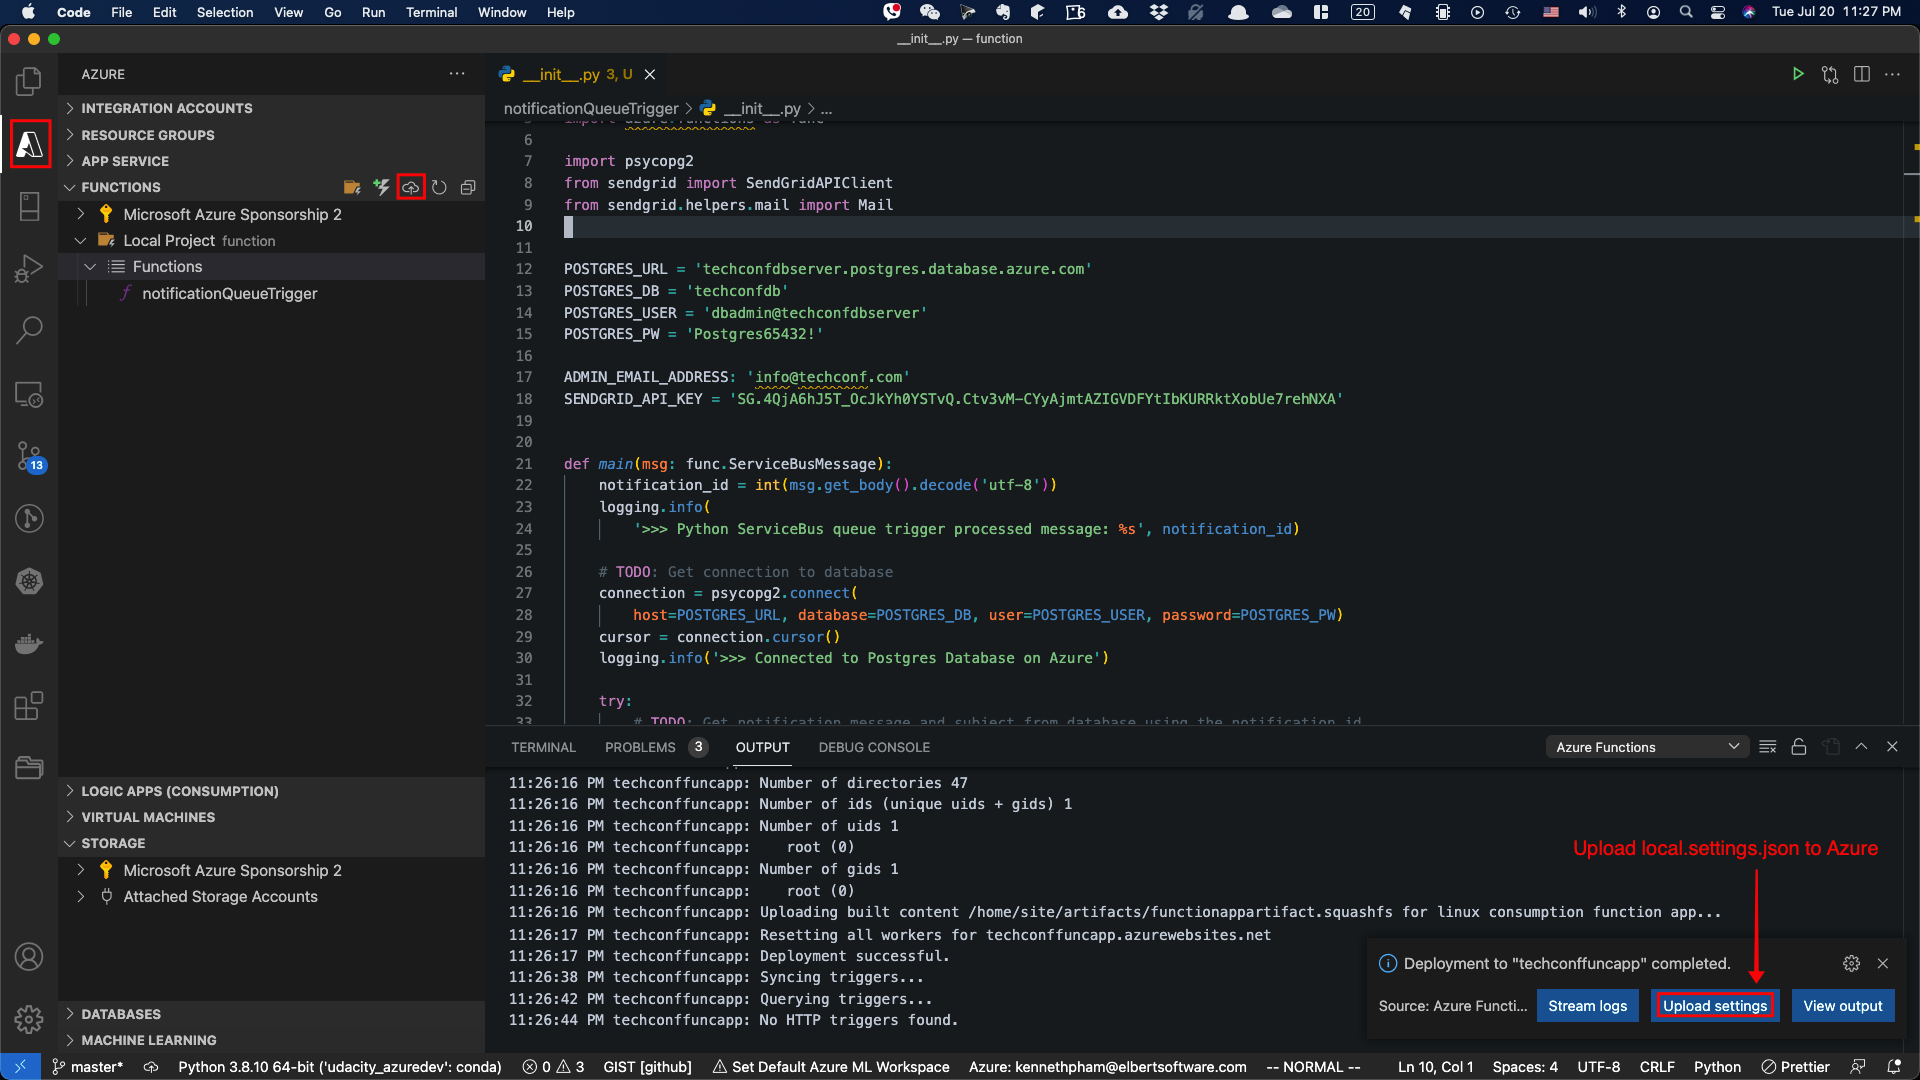 Code File Edit Selection View Go Run Terminal Window Help 20 Tue Jul 20 11:27 PM
__init__.py — function
AZURE
INTEGRATION ACCOUNTS
RESOURCE GROUPS
APP SERVICE
FUNCTIONS
Microsoft Azure Sponsorship 2
Local Project function
Functions
notificationQueueTrigger
13
LOGIC APPS (CONSUMPTION)
VIRTUAL MACHINES
STORAGE
Microsoft Azure Sponsorship 2
Attached Storage Accounts
DATABASES
MACHINE LEARNING
__init__.py 3, U
notificationQueueTrigger > __init__.py > ...
5 import azure.functions as func
6
7 import psycopg2
8 from sendgrid import SendGridAPIClient
9 from sendgrid.helpers.mail import Mail
10
11
12 POSTGRES_URL = 'techconfdbserver.postgres.database.azure.com'
13 POSTGRES_DB = 'techconfdb'
14 POSTGRES_USER = 'dbadmin@techconfdbserver'
15 POSTGRES_PW = 'Postgres65432!'
16
17 ADMIN_EMAIL_ADDRESS: 'info@techconf.com'
18 SENDGRID_API_KEY = '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'
19
20
21 def main(msg: func.ServiceBusMessage):
22 notification_id = int(msg.get_body().decode('utf-8'))
23 logging.info(
24 '>>> Python ServiceBus queue trigger processed message: %s', notification_id)
25
26 # TODO: Get connection to database
27 connection = psycopg2.connect(
28 host=POSTGRES_URL, database=POSTGRES_DB, user=POSTGRES_USER, password=POSTGRES_PW)
29 cursor = connection.cursor()
30 logging.info('>>> Connected to Postgres Database on Azure')
31
32 try:
33 # TODO: Get notification message and subject from database using the notification_id
TERMINAL PROBLEMS 3 OUTPUT DEBUG CONSOLE Azure Functions
11:26:16 PM techconffuncapp: Number of directories 47
11:26:16 PM techconffuncapp: Number of ids (unique uids + gids) 1
11:26:16 PM techconffuncapp: Number of uids 1
11:26:16 PM techconffuncapp: root (0)
11:26:16 PM techconffuncapp: Number of gids 1
11:26:16 PM techconffuncapp: root (0)
11:26:16 PM techconffuncapp: Uploading built content /home/site/artifacts/functionappartifact.squashfs for linux consumption function app...
11:26:17 PM techconffuncapp: Resetting all workers for techconffuncapp.azurewebsites.net
11:26:17 PM techconffuncapp: Deployment successful.
11:26:38 PM techconffuncapp: Syncing triggers...
11:26:42 PM techconffuncapp: Querying triggers...
11:26:44 PM techconffuncapp: No HTTP triggers found.
Upload local.settings.json to Azure
Deployment to "techconffuncapp" completed.
Source: Azure Functi... Stream logs Upload settings View output
master* Python 3.8.10 64-bit ('udacity_azuredev': conda) 0 3 GIST [github] Set Default Azure ML Workspace Azure: kennethpham@elbertsoftware.com -- NORMAL -- Ln 10, Col 1 Spaces: 4 UTF-8 CRLF Python Prettier